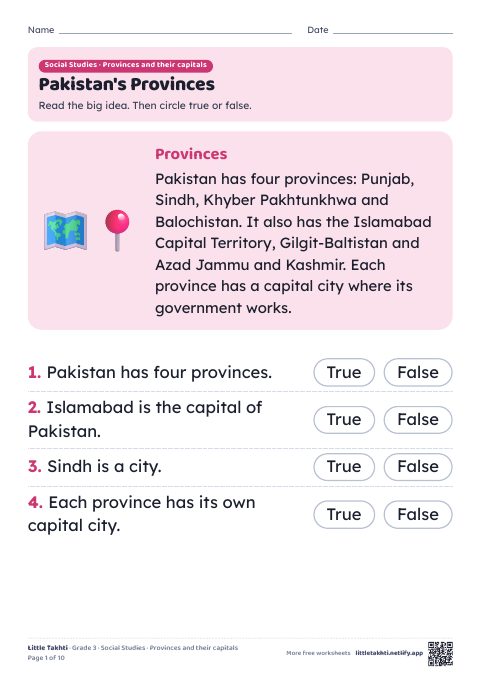 Name Date
Social Studies · Provinces and their capitals
Pakistan's Provinces
Read the big idea. Then circle true or false.
Provinces
Pakistan has four provinces: Punjab,
Sindh, Khyber Pakhtunkhwa and
Balochistan. It also has the Islamabad
Capital Territory, Gilgit-Baltistan and
Azad Jammu and Kashmir. Each
province has a capital city where its
government works.
1. Pakistan has four provinces. True False
2. Islamabad is the capital of
Pakistan. True False
3. Sindh is a city. True False
4. Each province has its own
capital city. True False
Little Takhti · Grade 3 · Social Studies · Provinces and their capitals
Page 1 of 10
More free worksheets · littletakhti.netlify.app